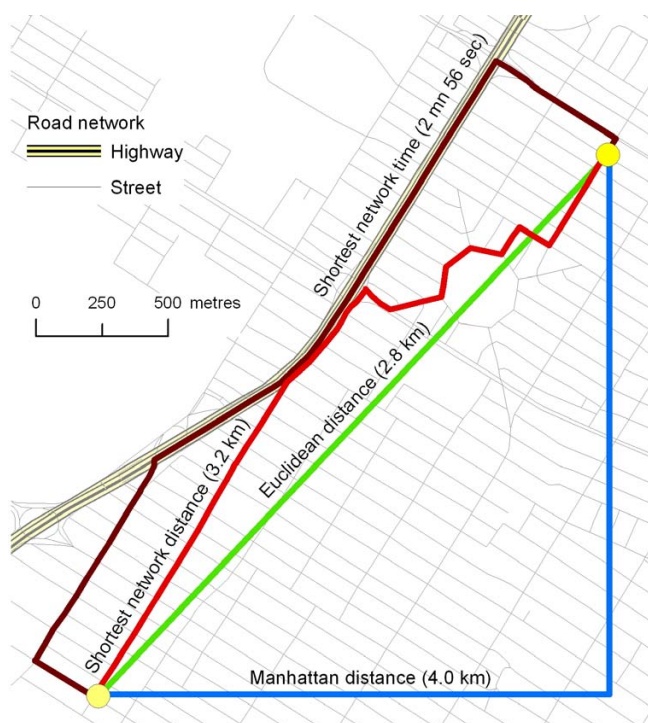 Road network
Highway
Street
0 250 500 metres
Shortest network time (2 mn 56 sec)
Shortest network distance (3.2 km)
Euclidean distance (2.8 km)
Manhattan distance (4.0 km)